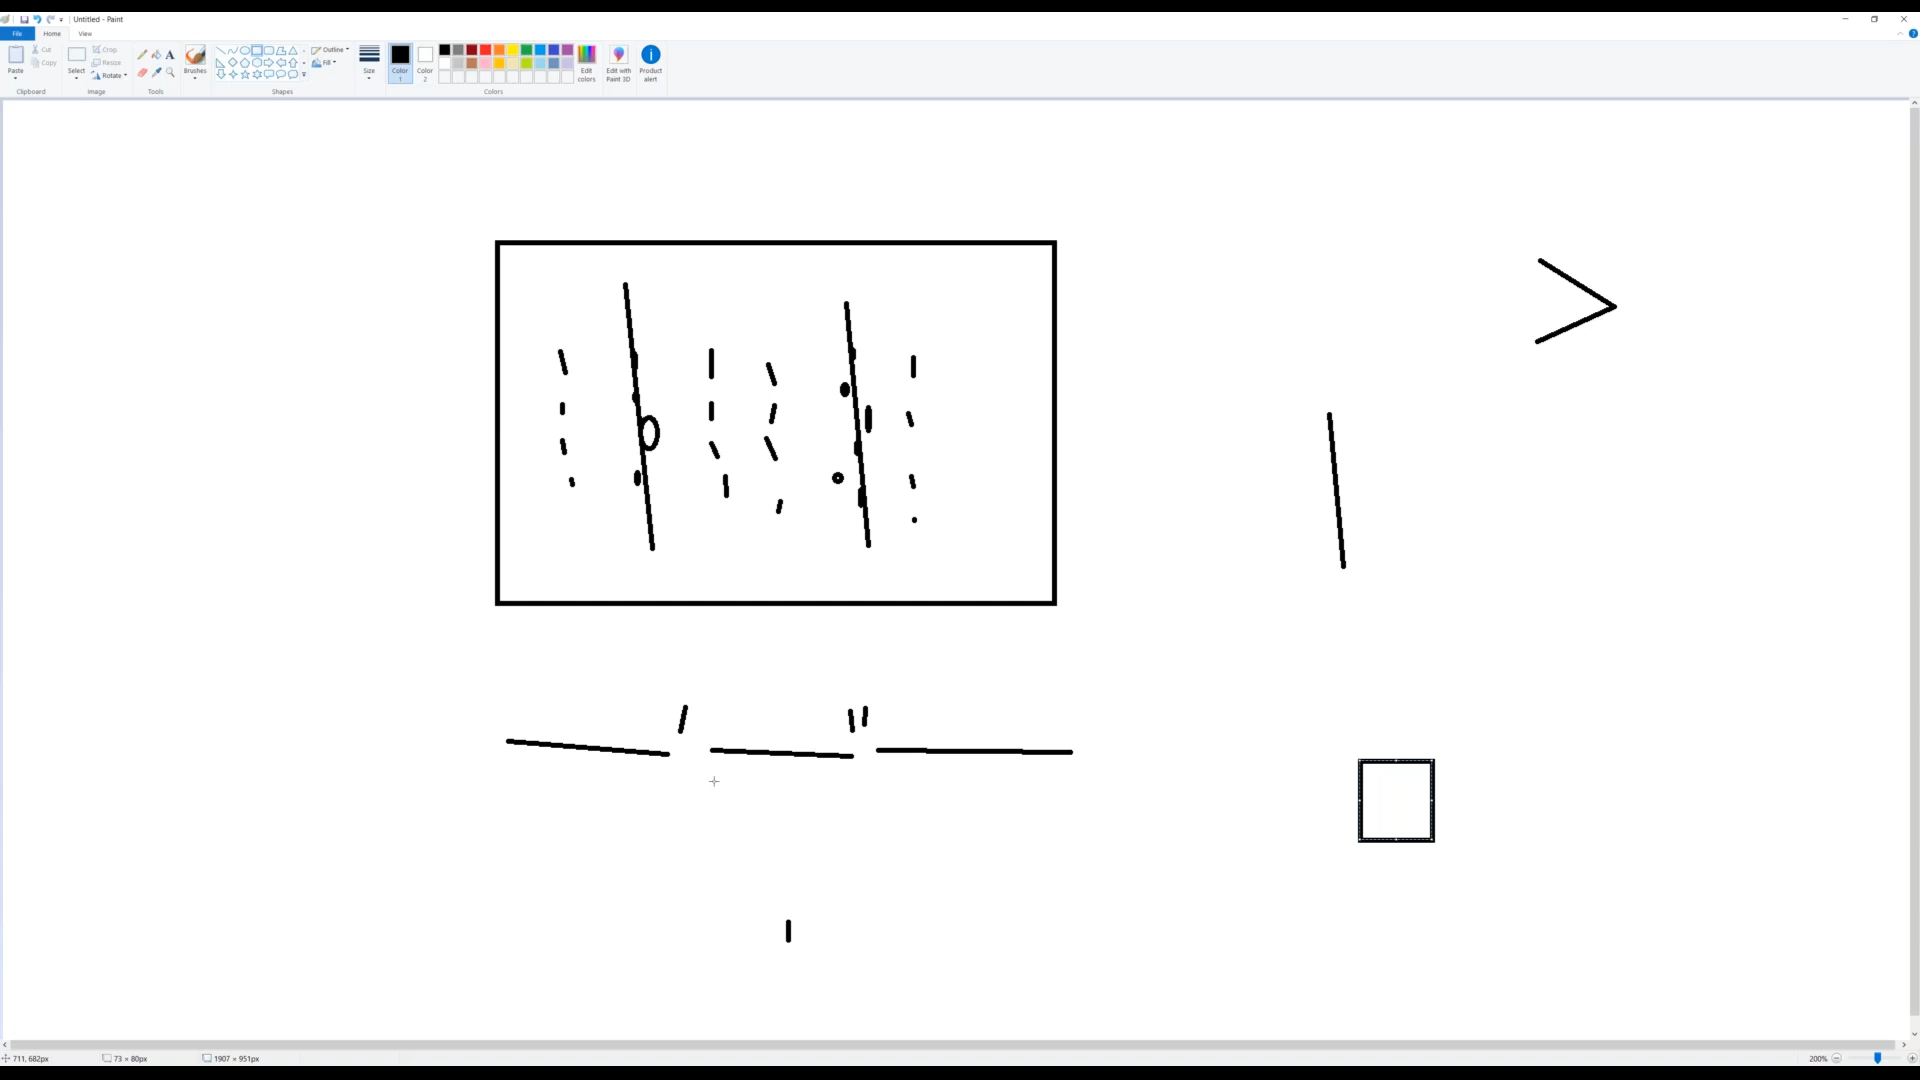 Untitled - Paint
File Home View
Paste Cut Copy Select Crop Resize Rotate Brushes Outline Fill Size Color 1 Color 2 Edit colors Edit with Paint 3D Product alert
Clipboard Image Tools Shapes Colors
711, 682px 73 × 80px 1907 × 951px 200%